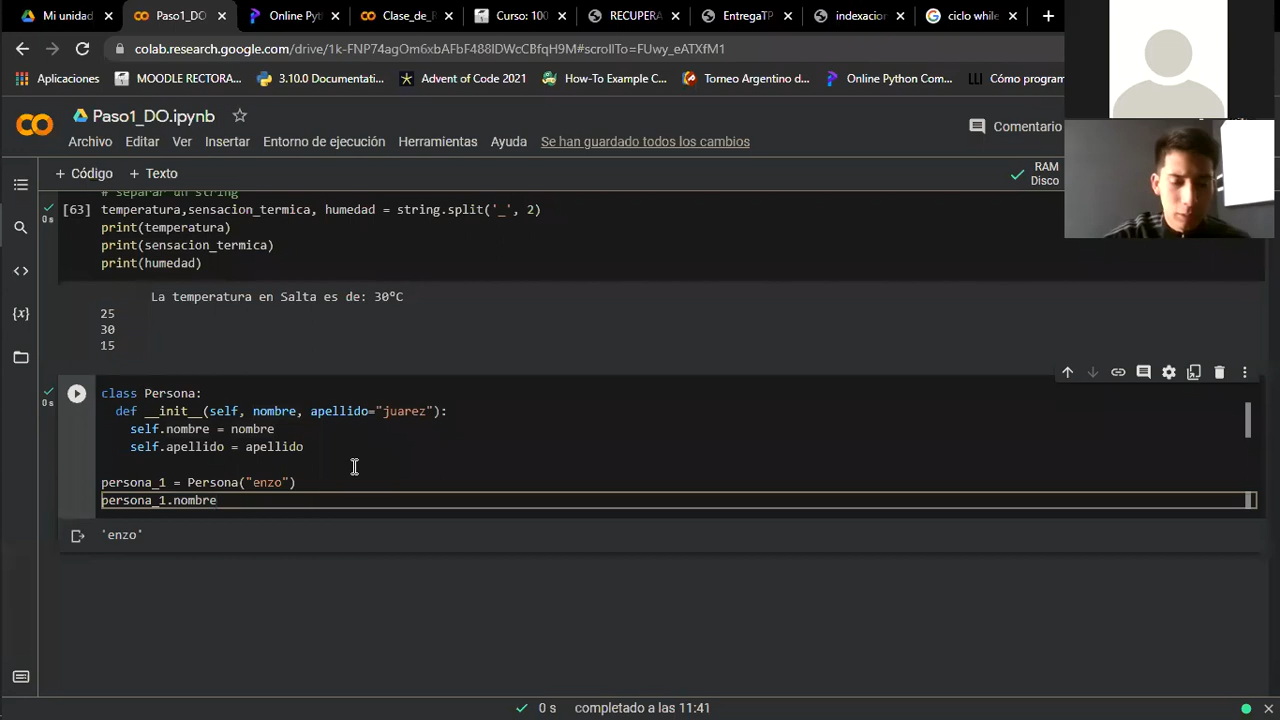 Mi unidad
Paso1_DO
Online Pyt
Clase_de_
Curso: 100
RECUPERA
EntregaTP
indexacion
ciclo while
colab.research.google.com/drive/1k-FNP74agOm6xbAFbF488IDWcCBfqH9M#scrollTo=FUwy_eATXfM1
Aplicaciones
MOODLE RECTORA...
3.10.0 Documentati...
Advent of Code 2021
How-To Example C...
Torneo Argentino d...
Online Python Com...
Cómo program
Paso1_DO.ipynb
Archivo Editar Ver Insertar Entorno de ejecución Herramientas Ayuda Se han guardado todos los cambios
Comentario
+ Código + Texto
RAM
Disco
# separar un string
[63] temperatura,sensacion_termica, humedad = string.split('_', 2)
0s
print(temperatura)
print(sensacion_termica)
print(humedad)
La temperatura en Salta es de: 30ºC
25
30
15
class Persona:
0s
def __init__(self, nombre, apellido="juarez"):
self.nombre = nombre
self.apellido = apellido
persona_1 = Persona("enzo")
persona_1.nombre
'enzo'
0 s completado a las 11:41